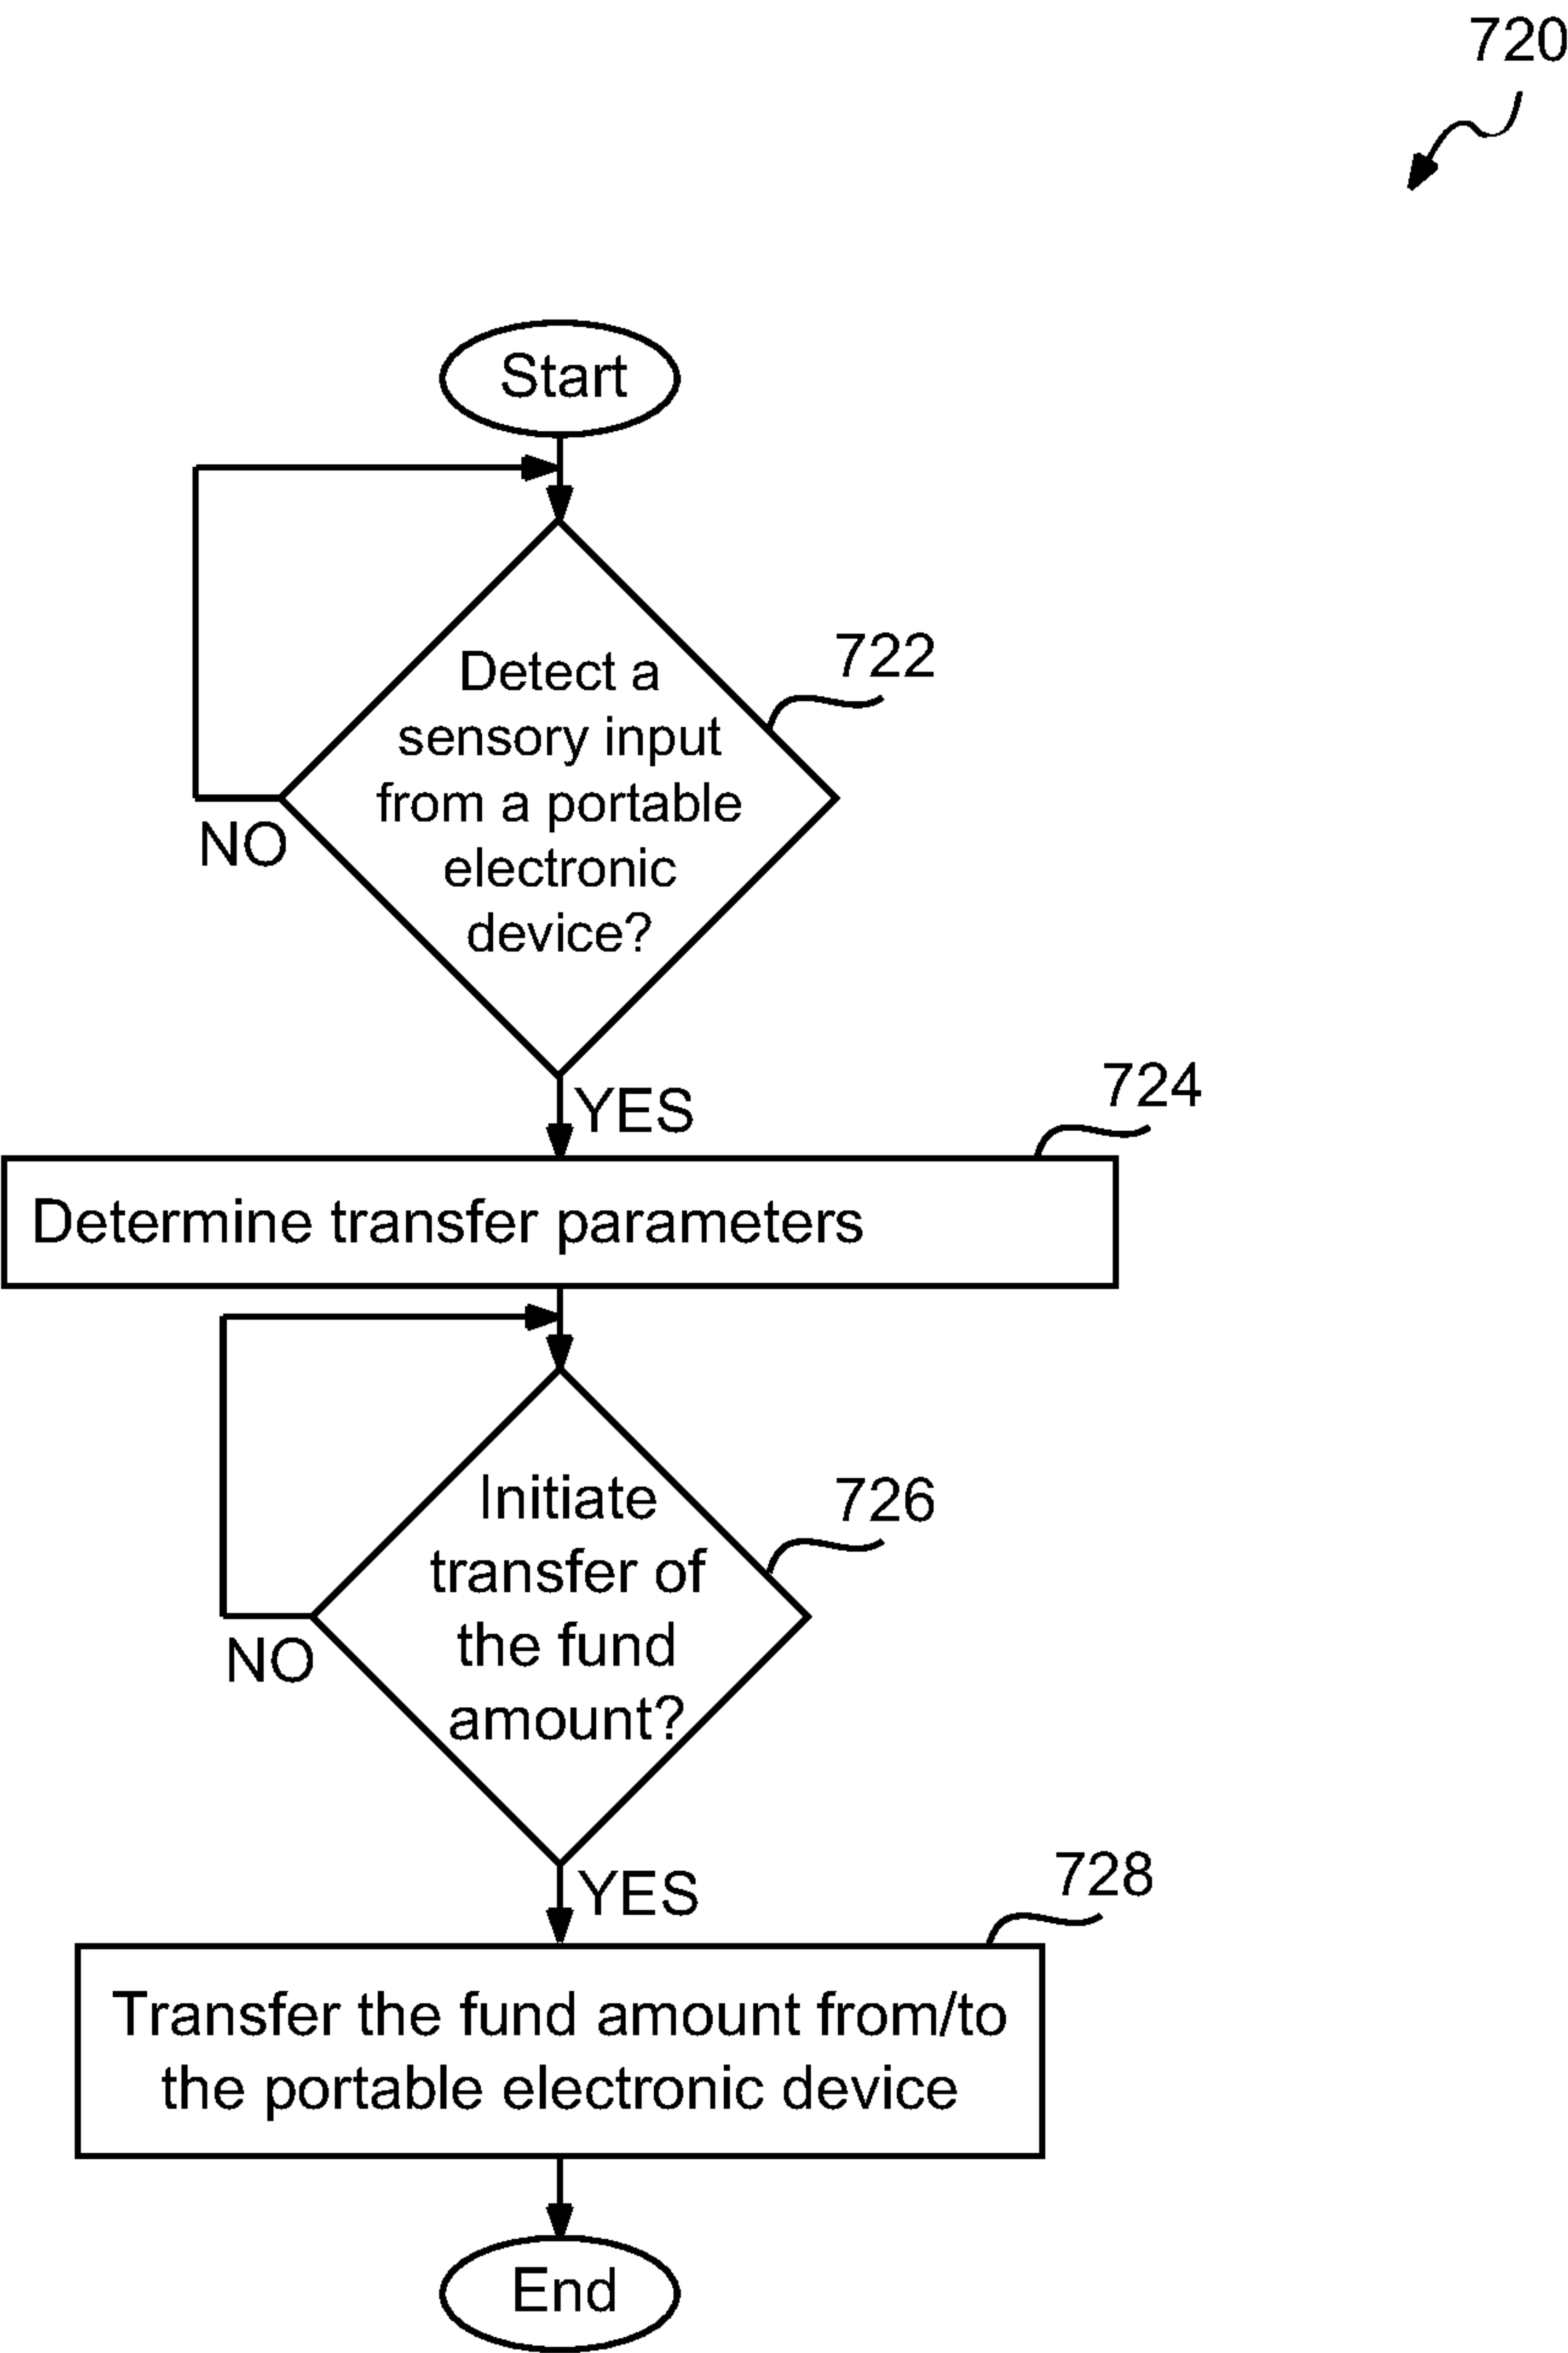 720
Start
Detect a
sensory input
from a portable
electronic
device?
722
NO
YES
724
Determine transfer parameters
Initiate
transfer of
the fund
amount?
726
NO
YES
728
Transfer the fund amount from/to
the portable electronic device
End